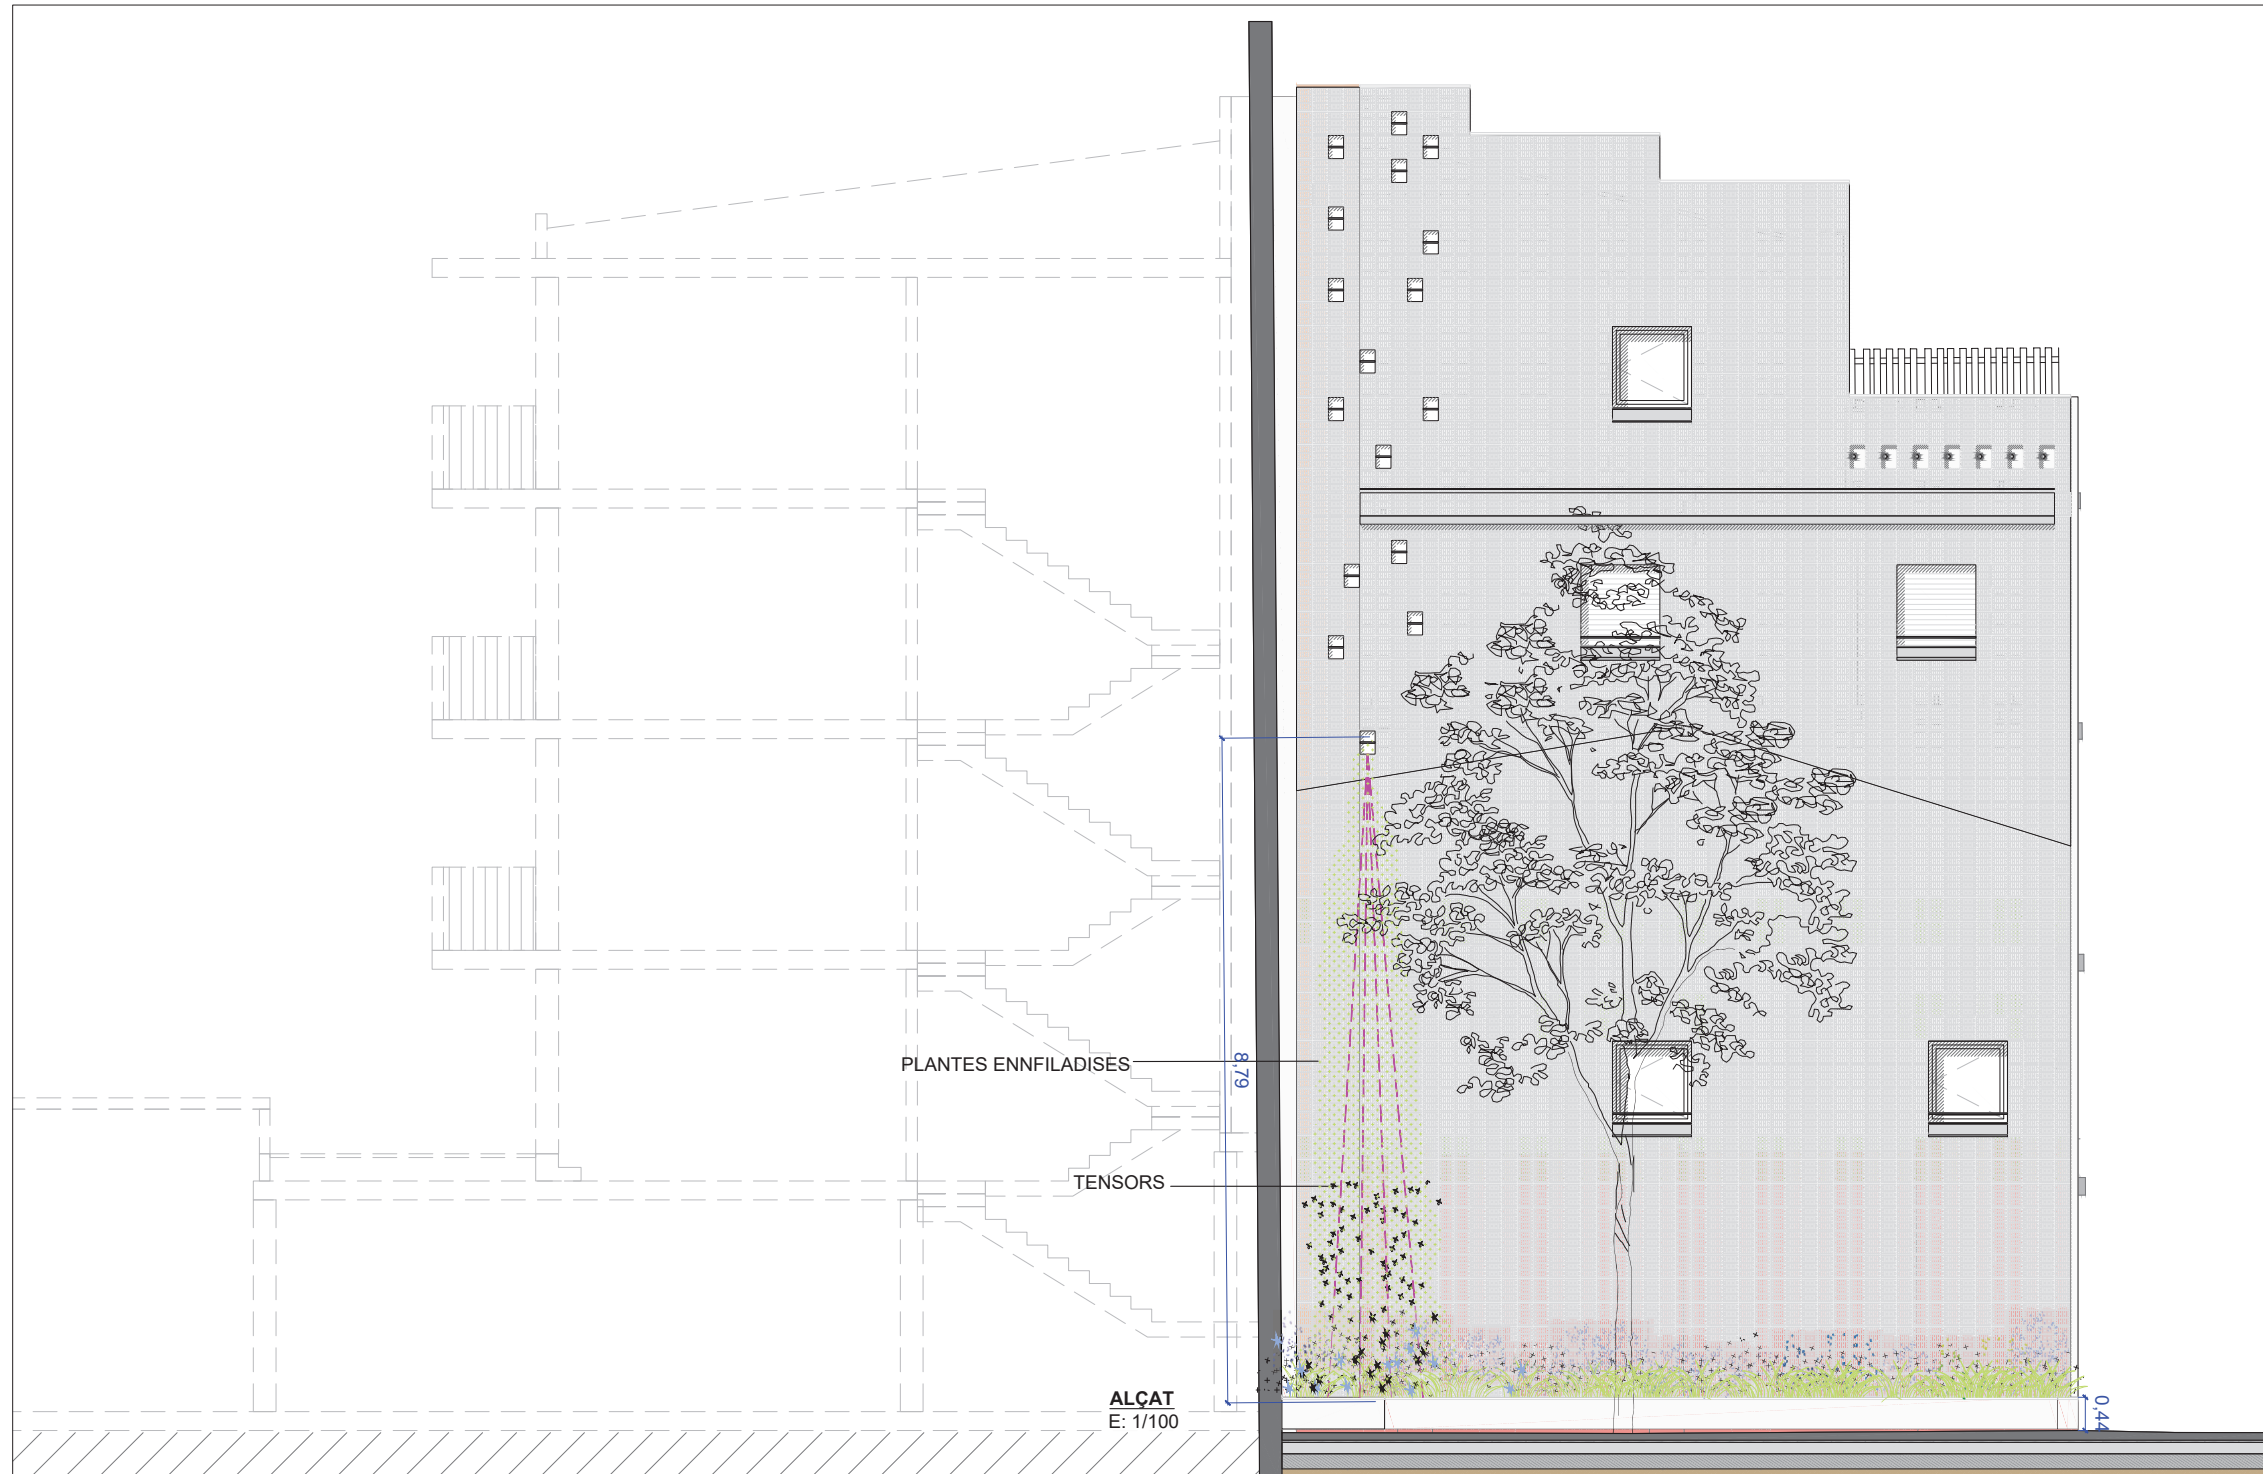 PLANTES ENNFILADISES
8,79
TENSORS
ALÇAT
E: 1/100
0,44